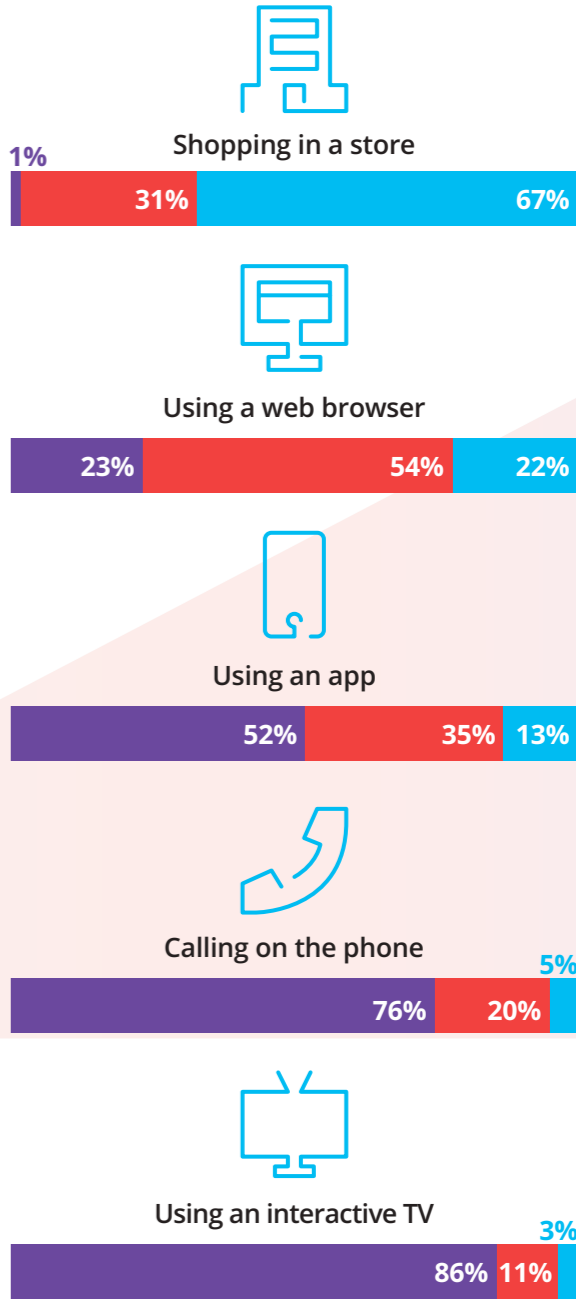 Shopping in a store
1%
31% 67%
Using a web browser
23% 54% 22%
Using an app
52% 35% 13%
Calling on the phone
5%
76% 20%
Using an interactive TV
3%
86% 11%